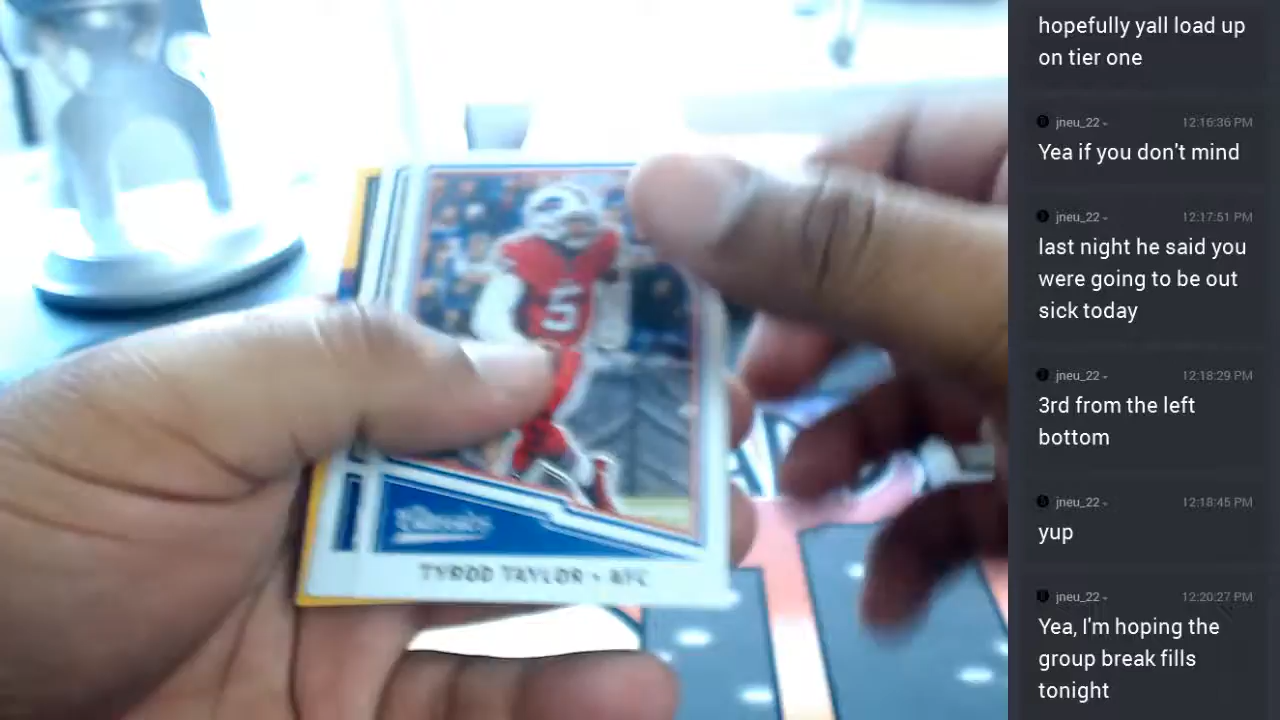 hopefully yall load up
on tier one
jneu_22
12:16:36 PM
Yea if you don't mind
jneu_22
12:17:51 PM
last night he said you
were going to be out
sick today
jneu_22
12:18:29 PM
3rd from the left
bottom
jneu_22
12:18:45 PM
yup
jneu_22
12:20:27 PM
Yea, I'm hoping the
group break fills
tonight
5
Classics
TYROD TAYLOR • AFC